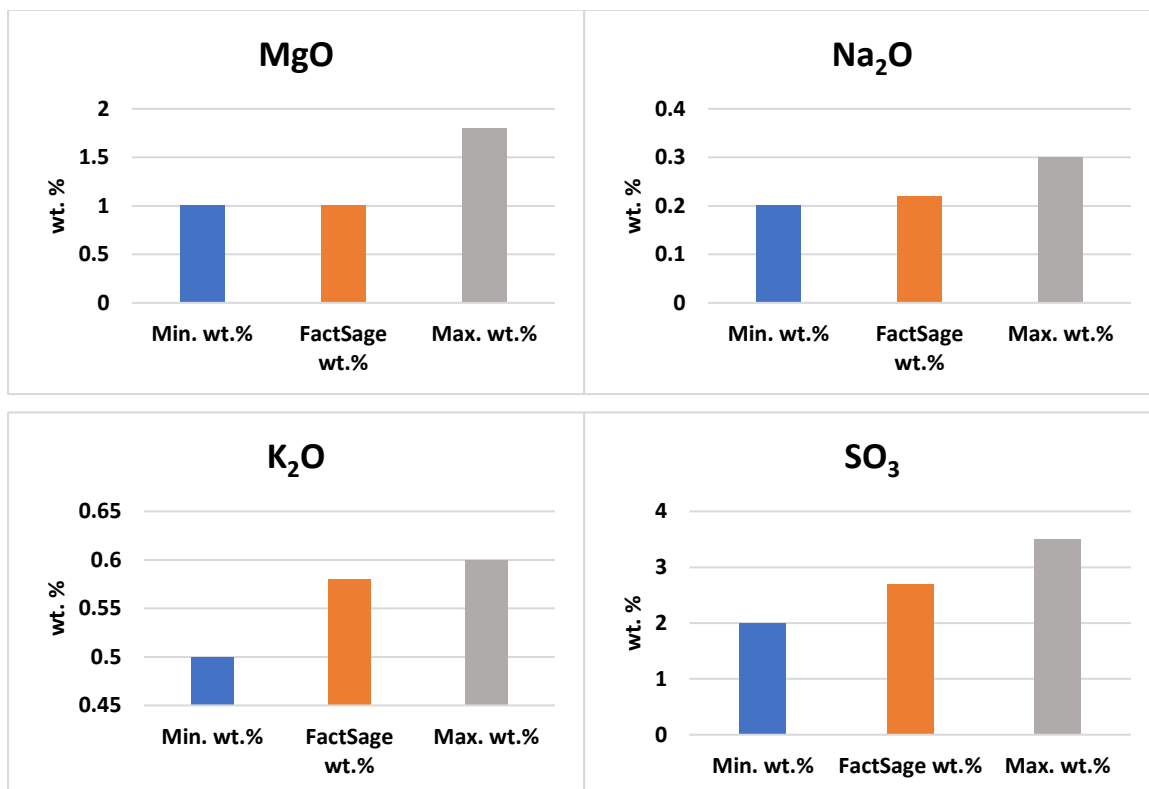 MgO
2
1.5
1
0.5
0
wt. %
Min. wt.%
FactSage
wt.%
Max. wt.%
Na₂O
0.4
0.3
0.2
0.1
0
wt. %
Min. wt.%
FactSage
wt.%
Max. wt.%
K₂O
0.65
0.6
0.55
0.5
0.45
wt. %
Min. wt.%
FactSage
wt.%
Max. wt.%
SO₃
4
3
2
1
0
wt. %
Min. wt.%
FactSage wt.%
Max. wt.%